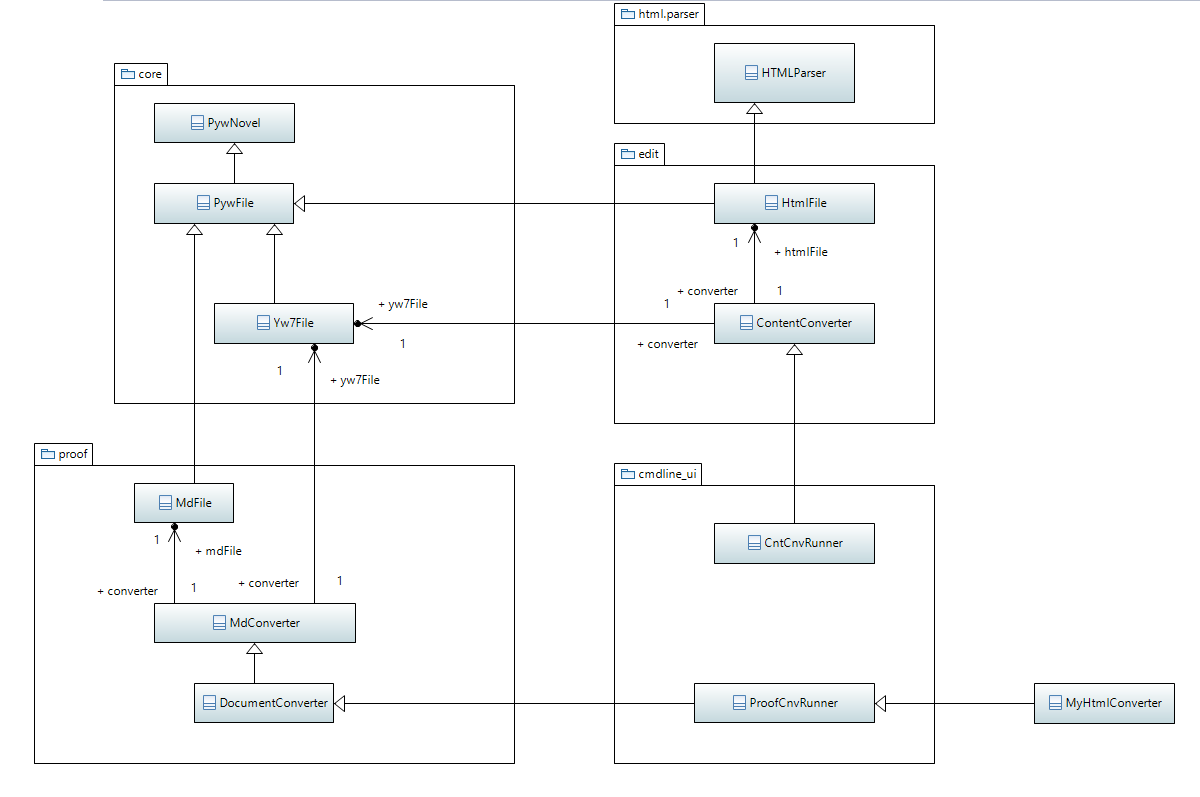 html.parser
HTMLParser
core
PywNovel
edit
PywFile
HtmlFile
1
+ htmlFile
+ converter
1
+ yw7File
1
Yw7File
ContentConverter
1
+ converter
1
+ yw7File
proof
cmdline_ui
MdFile
1
+ mdFile
CntCnvRunner
+ converter
1
+ converter
1
MdConverter
DocumentConverter
ProofCnvRunner
MyHtmlConverter